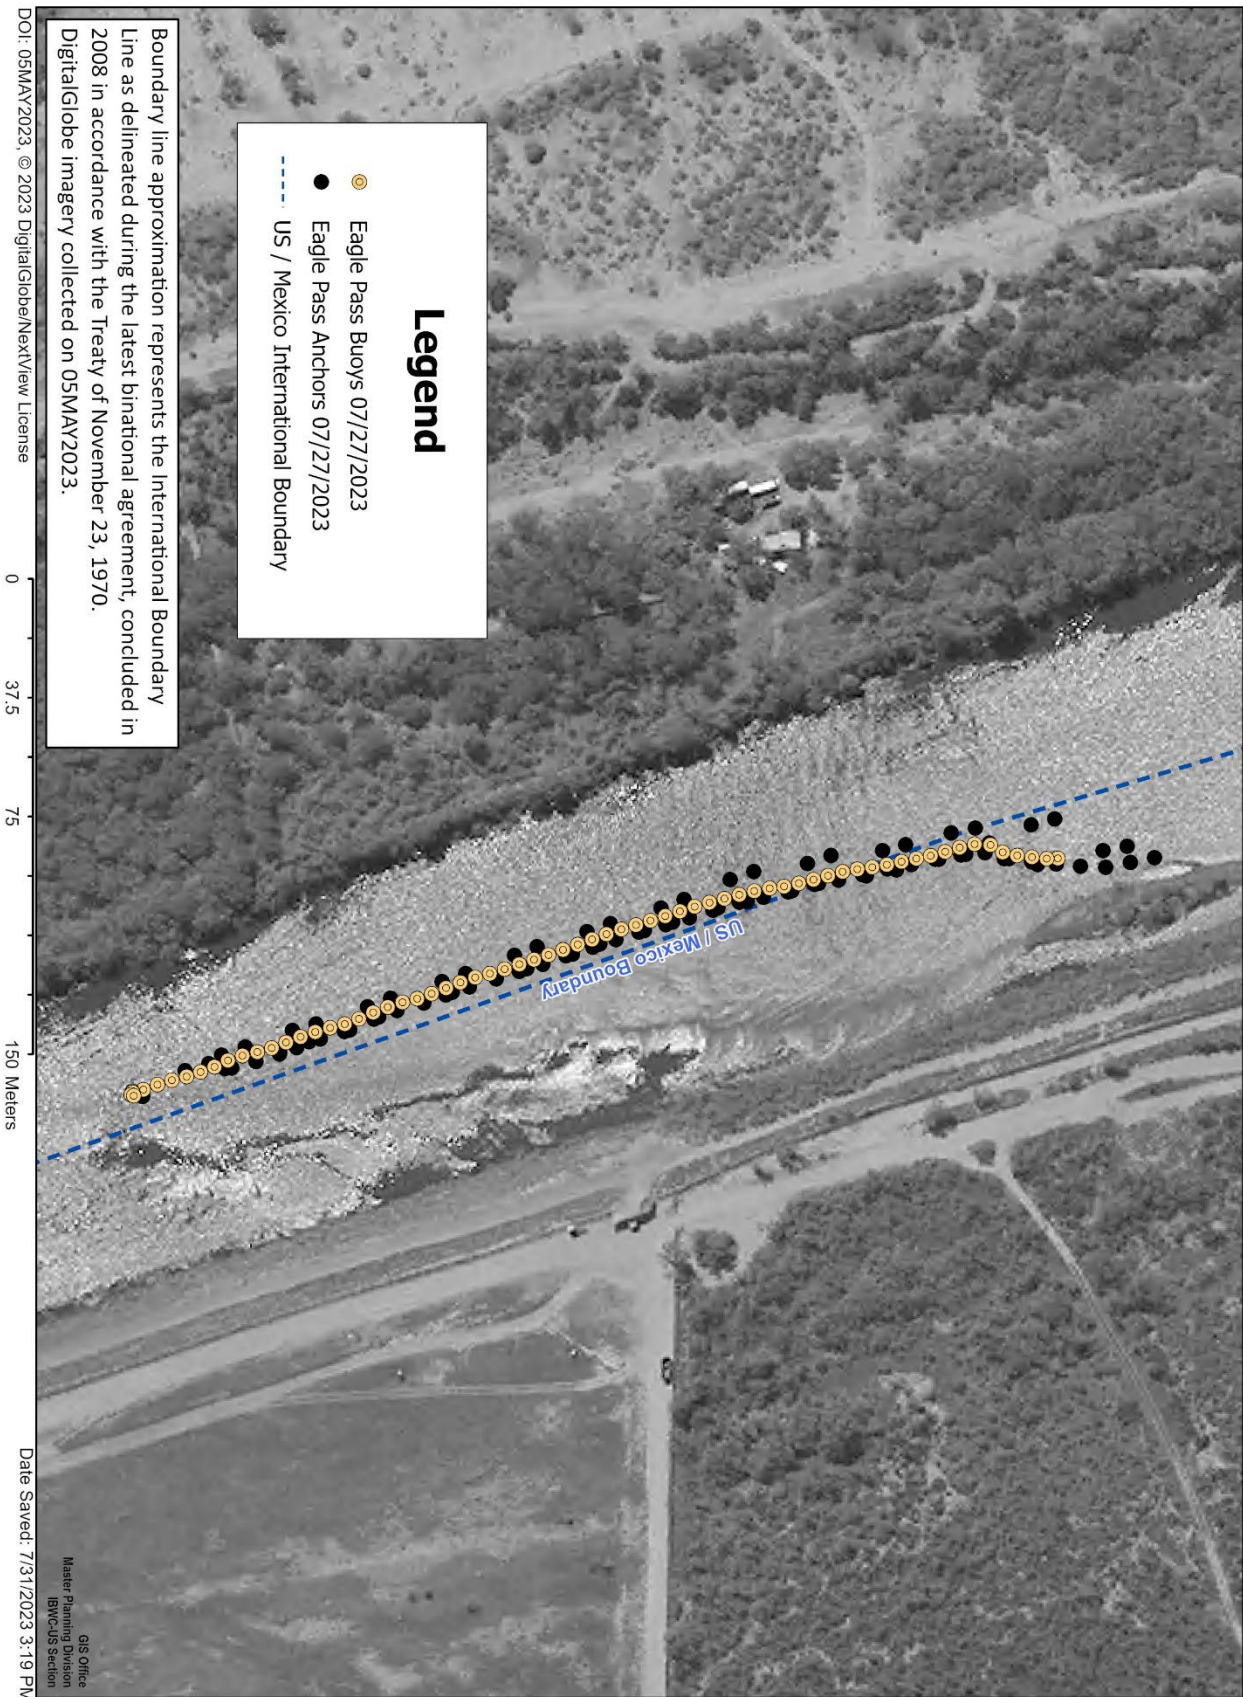 Legend
Eagle Pass Buoys 07/27/2023
Eagle Pass Anchors 07/27/2023
US / Mexico International Boundary
US / Mexico Boundary
Boundary line approximation represents the International Boundary
Line as delineated during the latest binational agreement, concluded in
2008 in accordance with the Treaty of November 23, 1970.
DigitalGlobe imagery collected on 05MAY2023.
GIS Office
Master Planning Division
IBWC-US Section
0 37.5 75 150 Meters
DOI: 05MAY2023, © 2023 DigitalGlobe/NextView License
Date Saved: 7/31/2023 3:19 PM